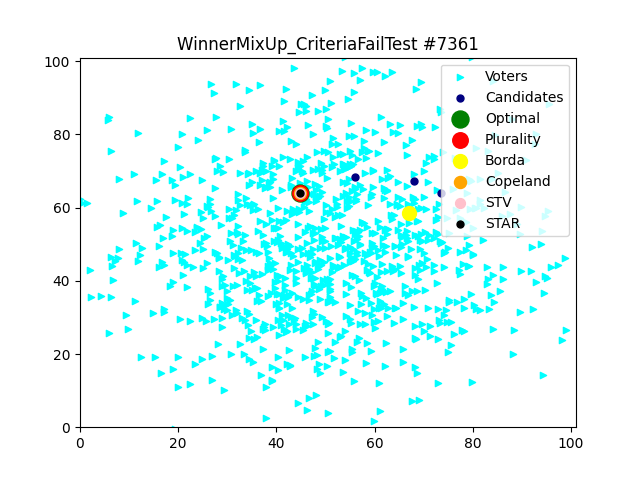 WinnerMixUp_CriteriaFailTest #7361
100
80
60
40
20
0
0 20 40 60 80 100
Voters
Candidates
Optimal
Plurality
Borda
Copeland
STV
STAR